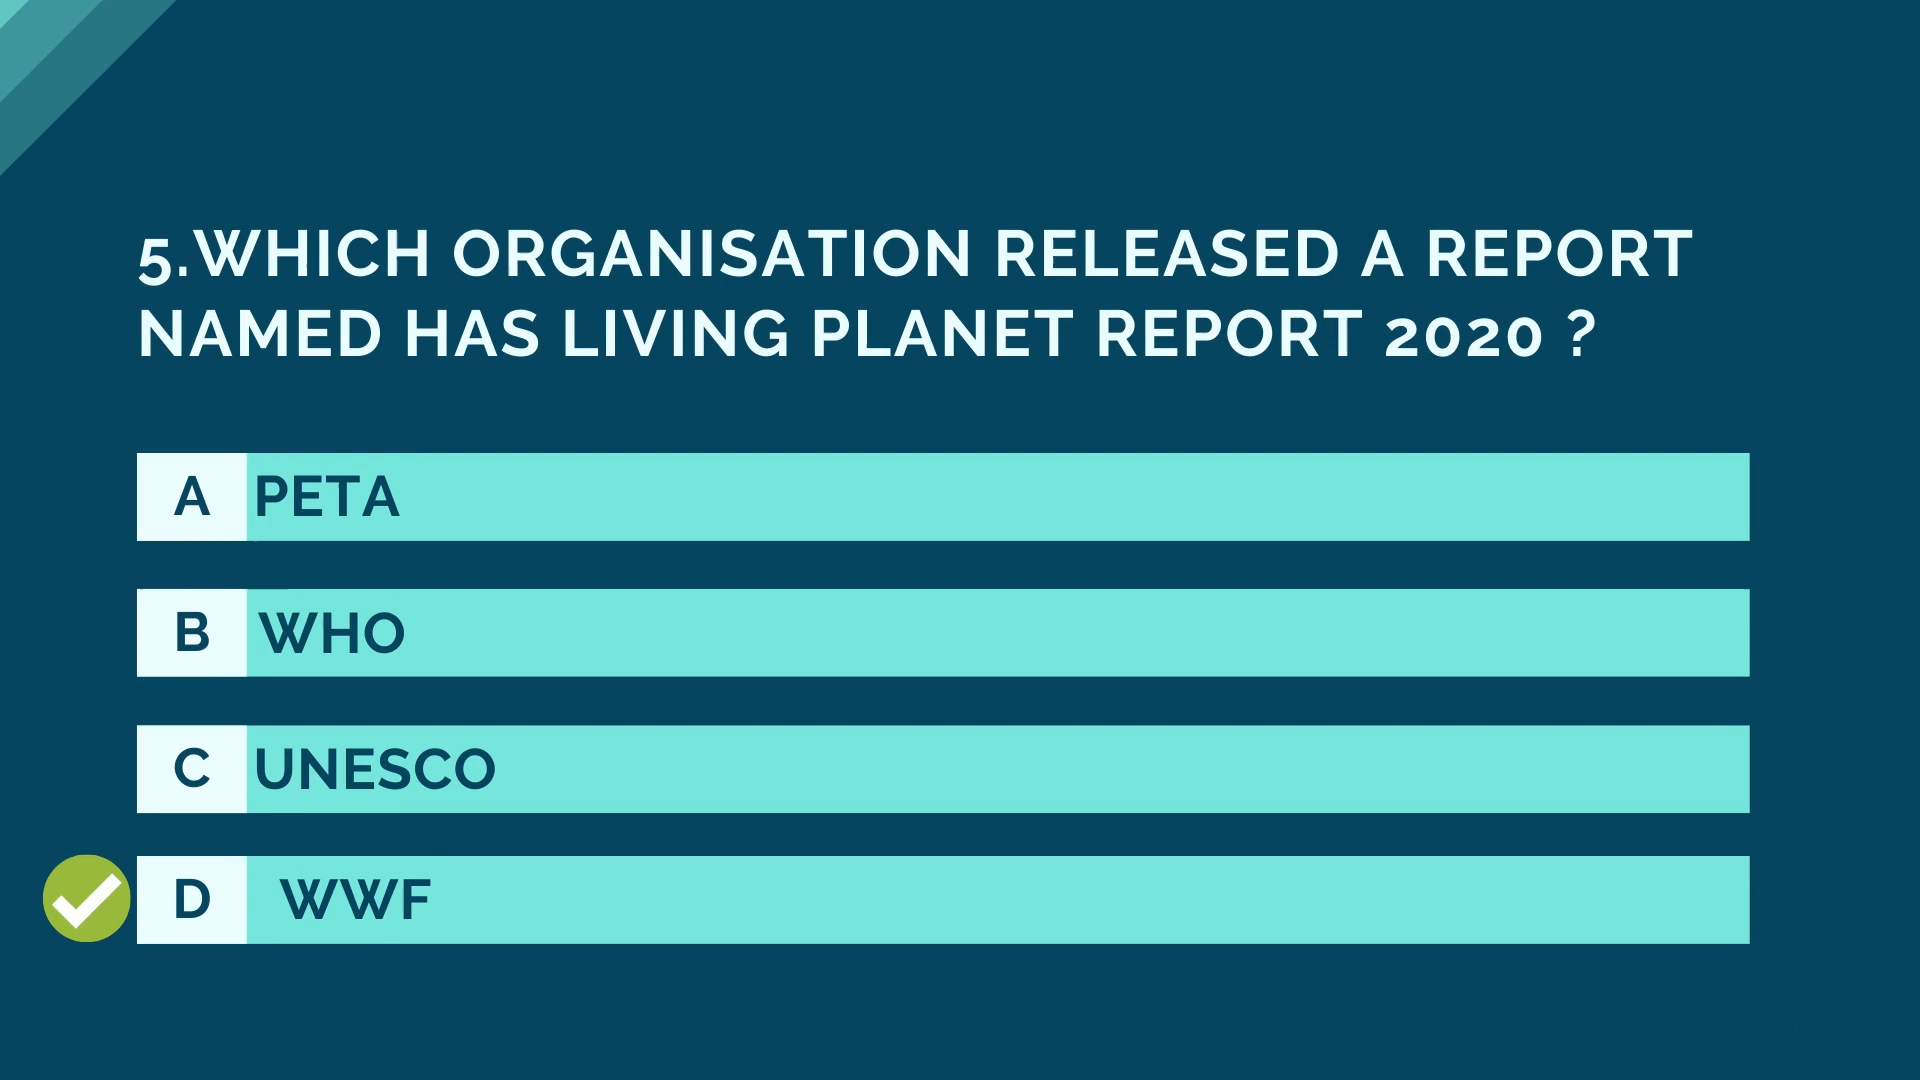 5.WHICH ORGANISATION RELEASED A REPORT
NAMED HAS LIVING PLANET REPORT 2020 ?
A PETA
B WHO
C UNESCO
D WWF